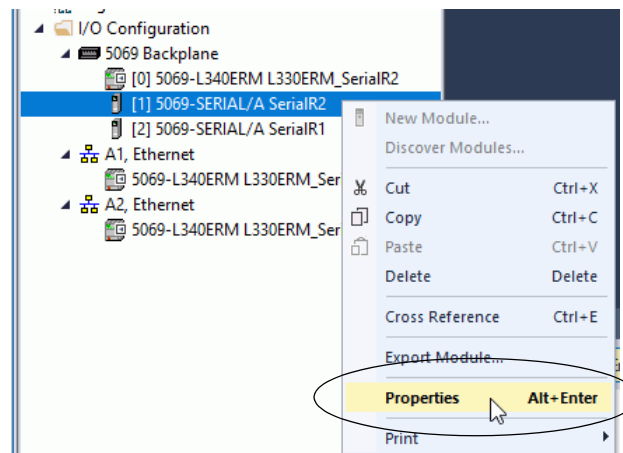 I/O Configuration
5069 Backplane
[0] 5069-L340ERM L330ERM_SerialR2
[1] 5069-SERIAL/A SerialR2
[2] 5069-SERIAL/A SerialR1
A1, Ethernet
5069-L340ERM L330ERM_Ser
A2, Ethernet
5069-L340ERM L330ERM_Ser
New Module...
Discover Modules...
Cut Ctrl+X
Copy Ctrl+C
Paste Ctrl+V
Delete Delete
Cross Reference Ctrl+E
Export Module...
Properties Alt+Enter
Print